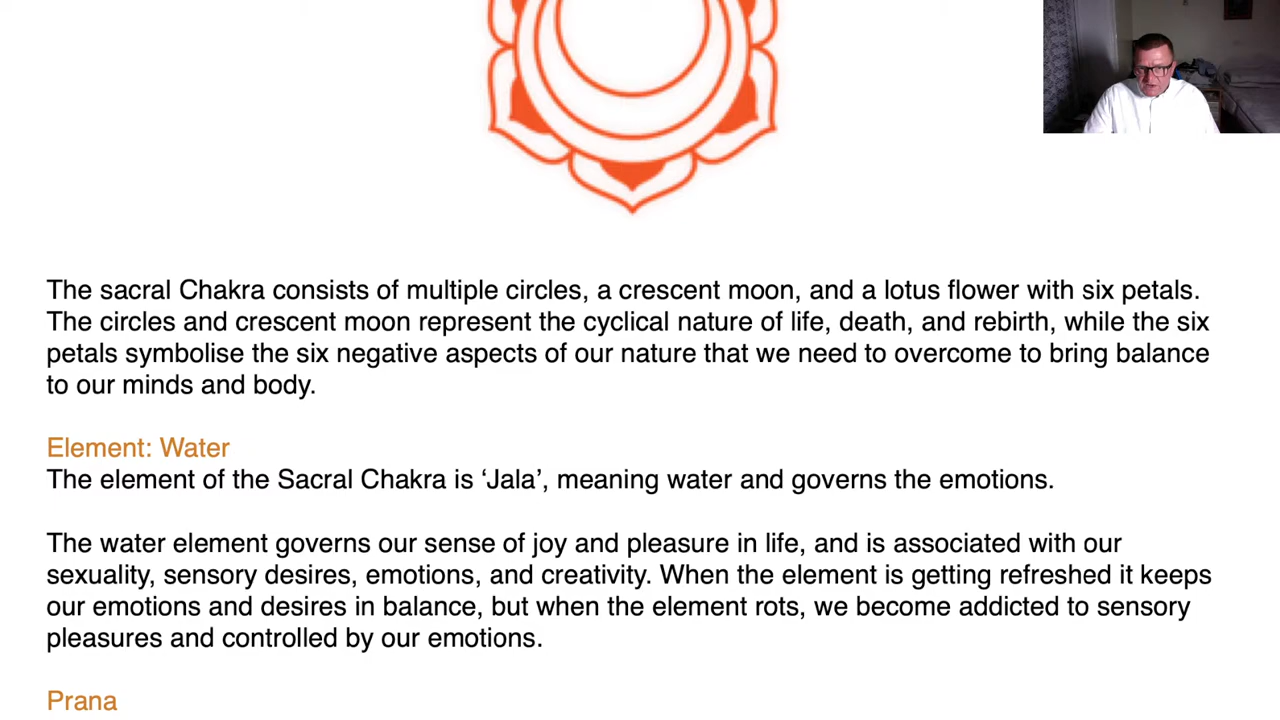 The sacral Chakra consists of multiple circles, a crescent moon, and a lotus flower with six petals.
The circles and crescent moon represent the cyclical nature of life, death, and rebirth, while the six
petals symbolise the six negative aspects of our nature that we need to overcome to bring balance
to our minds and body.
Element: Water
The element of the Sacral Chakra is ‘Jala’, meaning water and governs the emotions.
The water element governs our sense of joy and pleasure in life, and is associated with our
sexuality, sensory desires, emotions, and creativity. When the element is getting refreshed it keeps
our emotions and desires in balance, but when the element rots, we become addicted to sensory
pleasures and controlled by our emotions.
Prana